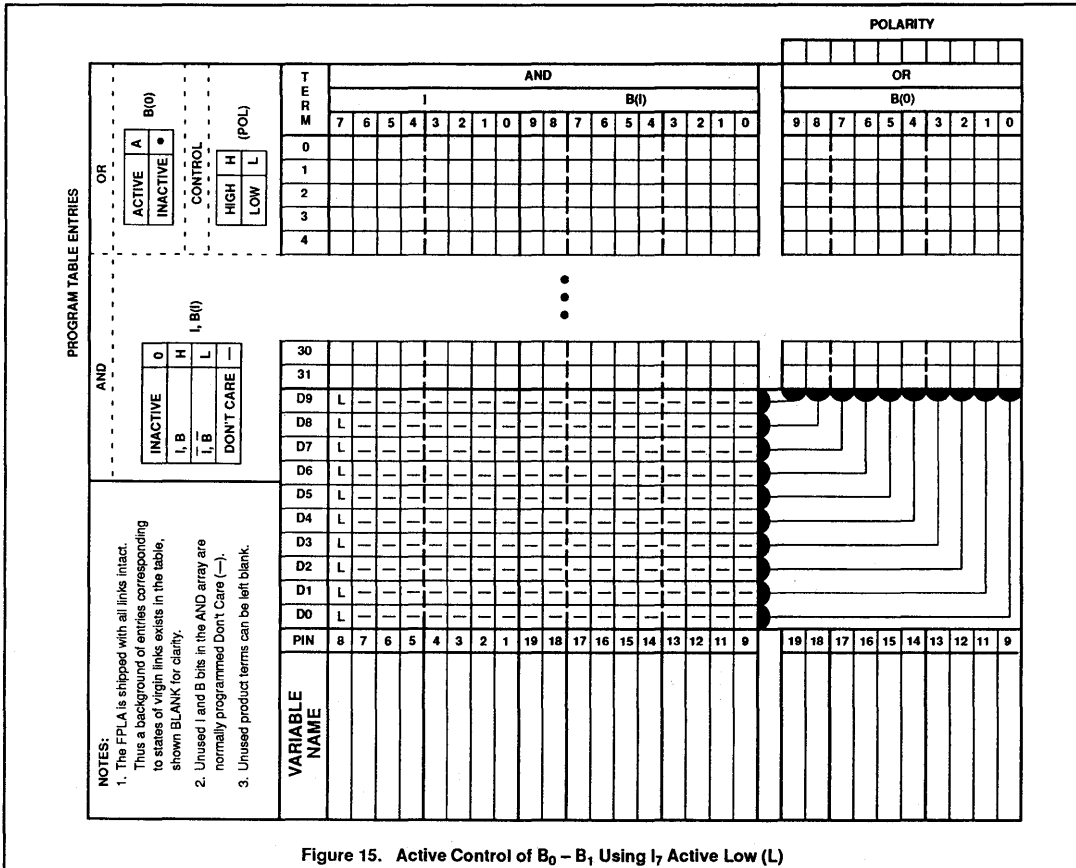 POLARITY
PROGRAM TABLE ENTRIES
AND
OR
INACTIVE 0
I, B H
I, B L
DON'T CARE —
I, B(I)
ACTIVE A
INACTIVE ●
B(0)
CONTROL
HIGH H
LOW L
(POL)
NOTES:
1. The FPLA is shipped with all links intact.
Thus a background of entries corresponding
to states of virgin links exists in the table,
shown BLANK for clarity.
2. Unused I and B bits in the AND array are
normally programmed Don't Care (—).
3. Unused product terms can be left blank.
TERM
AND
OR
I
B(I)
B(0)
7 6 5 4 3 2 1 0 9 8 7 6 5 4 3 2 1 0 9 8 7 6 5 4 3 2 1 0
0
1
2
3
4
30
31
D9 L — — — — — — — — — — — — — — — — —
D8 L — — — — — — — — — — — — — — — — —
D7 L — — — — — — — — — — — — — — — — —
D6 L — — — — — — — — — — — — — — — — —
D5 L — — — — — — — — — — — — — — — — —
D4 L — — — — — — — — — — — — — — — — —
D3 L — — — — — — — — — — — — — — — — —
D2 L — — — — — — — — — — — — — — — — —
D1 L — — — — — — — — — — — — — — — — —
D0 L — — — — — — — — — — — — — — — — —
PIN 8 7 6 5 4 3 2 1 19 18 17 16 15 14 13 12 11 9 19 18 17 16 15 14 13 12 11 9
VARIABLE
NAME
Figure 15. Active Control of B₀ – B₁ Using I₇ Active Low (L)